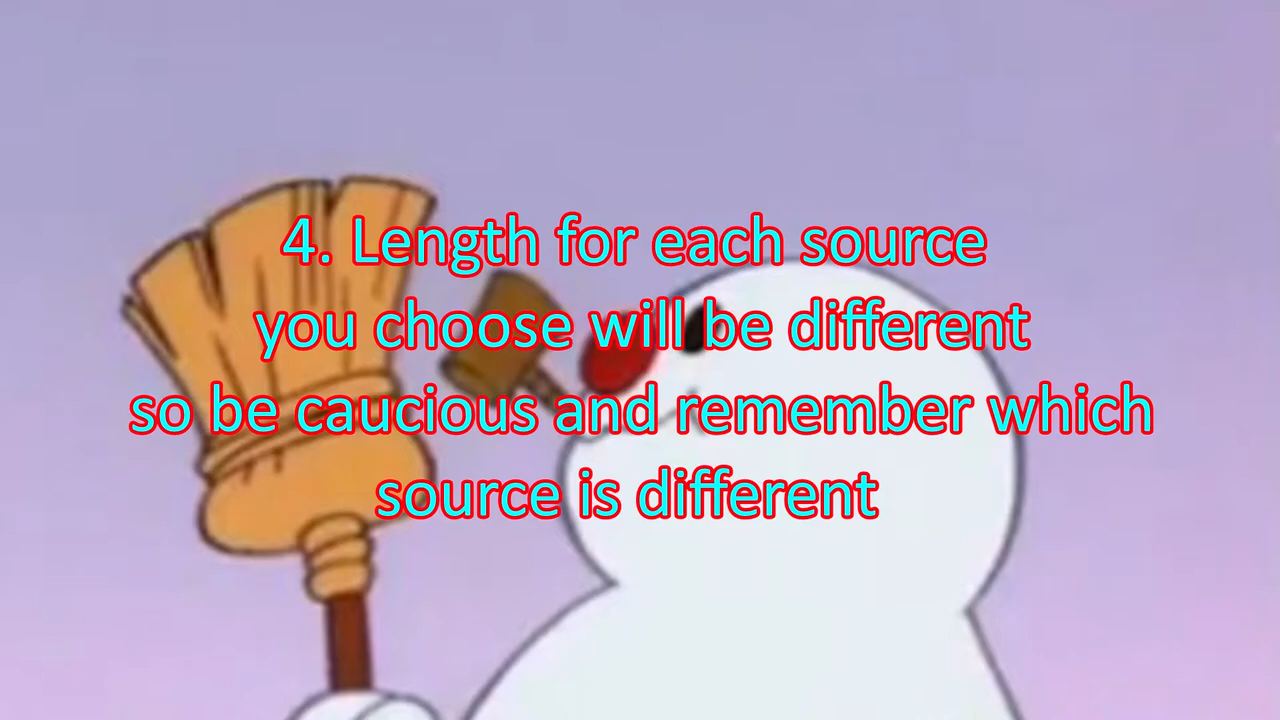 4. Length for each source
you choose will be different
so be caucious and remember which
source is different